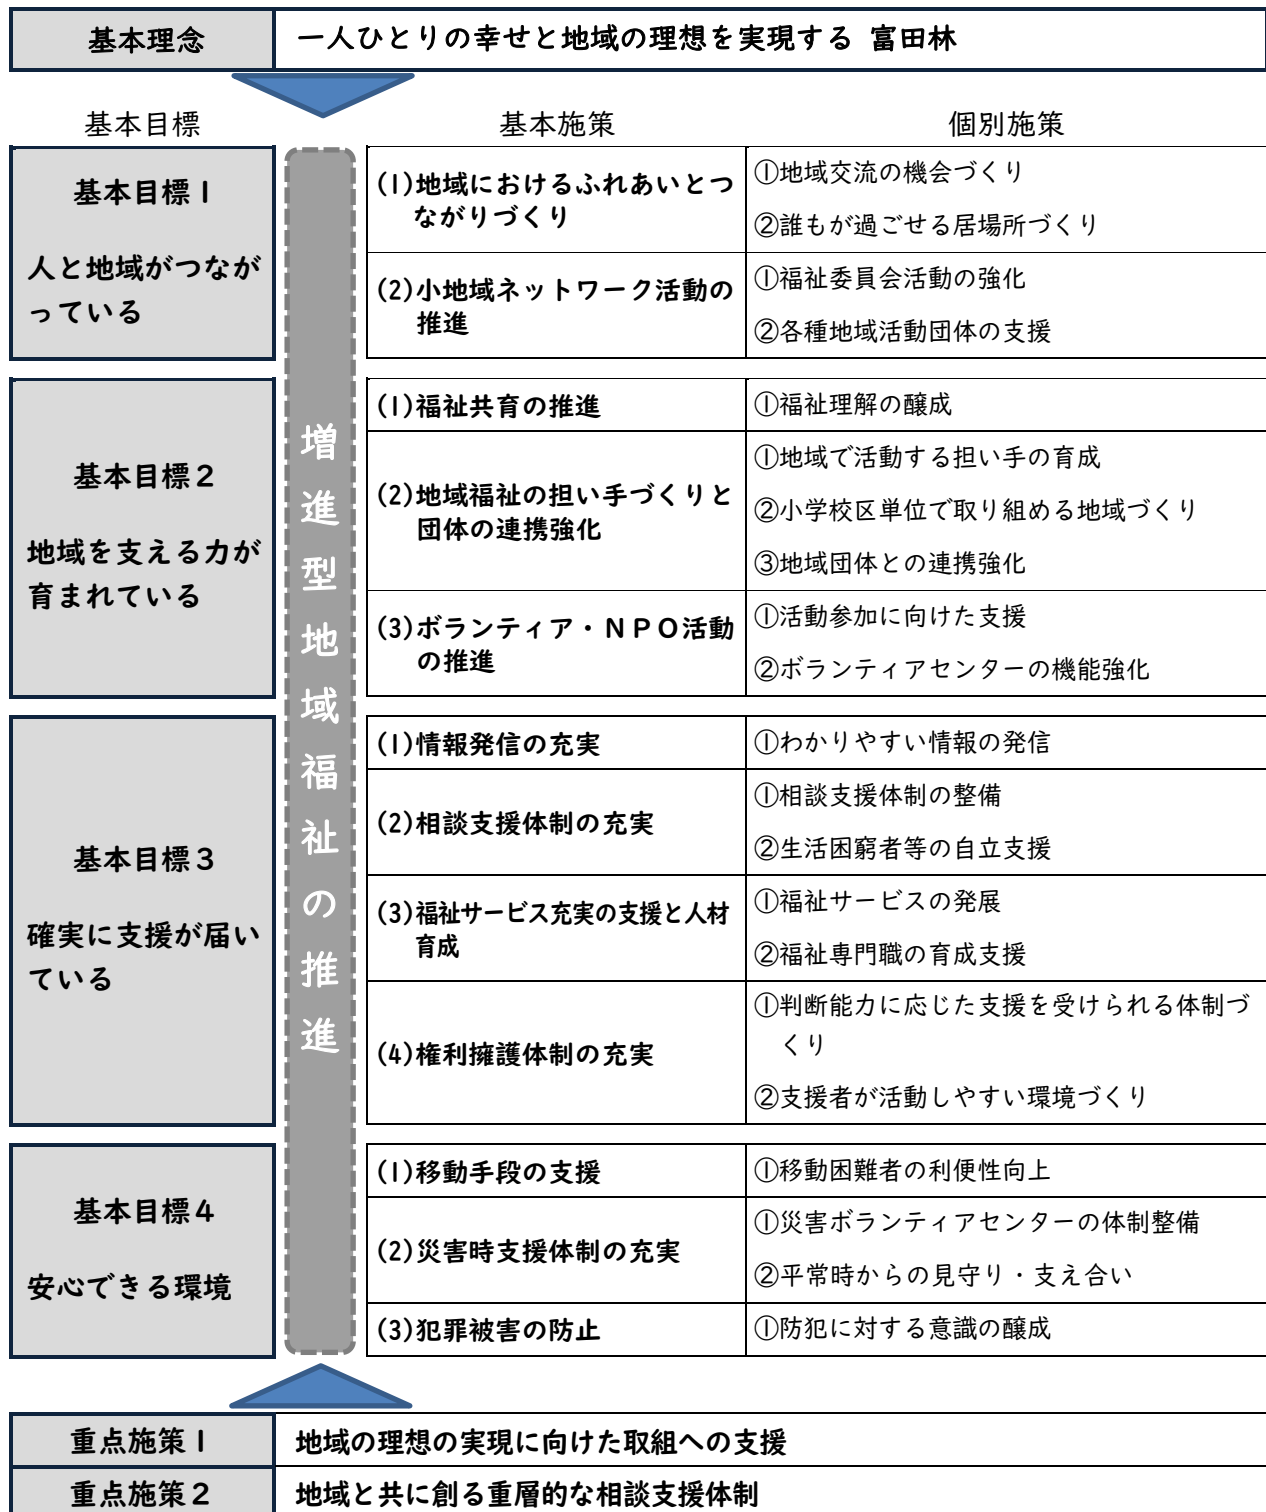 基本理念
一人ひとりの幸せと地域の理想を実現する 富田林
基本目標
基本施策
個別施策
基本目標1
人と地域がつなが
っている
(1)地域におけるふれあいとつ
ながりづくり
①地域交流の機会づくり
②誰もが過ごせる居場所づくり
(2)小地域ネットワーク活動の
推進
①福祉委員会活動の強化
②各種地域活動団体の支援
増進型地域福祉の推進
基本目標2
地域を支える力が
育まれている
(1)福祉共育の推進
①福祉理解の醸成
(2)地域福祉の担い手づくりと
団体の連携強化
①地域で活動する担い手の育成
②小学校区単位で取り組める地域づくり
③地域団体との連携強化
(3)ボランティア・NPO活動
の推進
①活動参加に向けた支援
②ボランティアセンターの機能強化
基本目標3
確実に支援が届い
ている
(1)情報発信の充実
①わかりやすい情報の発信
(2)相談支援体制の充実
①相談支援体制の整備
②生活困窮者等の自立支援
(3)福祉サービス充実の支援と人材
育成
①福祉サービスの発展
②福祉専門職の育成支援
(4)権利擁護体制の充実
①判断能力に応じた支援を受けられる体制づ
くり
②支援者が活動しやすい環境づくり
基本目標4
安心できる環境
(1)移動手段の支援
①移動困難者の利便性向上
(2)災害時支援体制の充実
①災害ボランティアセンターの体制整備
②平常時からの見守り・支え合い
(3)犯罪被害の防止
①防犯に対する意識の醸成
重点施策1
地域の理想の実現に向けた取組への支援
重点施策2
地域と共に創る重層的な相談支援体制